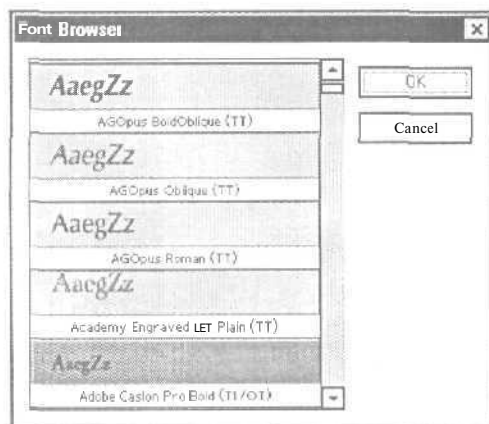 Font Browser
AaegZz
AGOpus BoldOblique (TT)
AaegZz
AGOpus Oblique (TT)
AaegZz
AGOpus Roman (TT)
AaegZz
Academy Engraved LET Plain (TT)
AaegZz
Adobe Caslon Pro Bold (T1/OT)
OK
Cancel